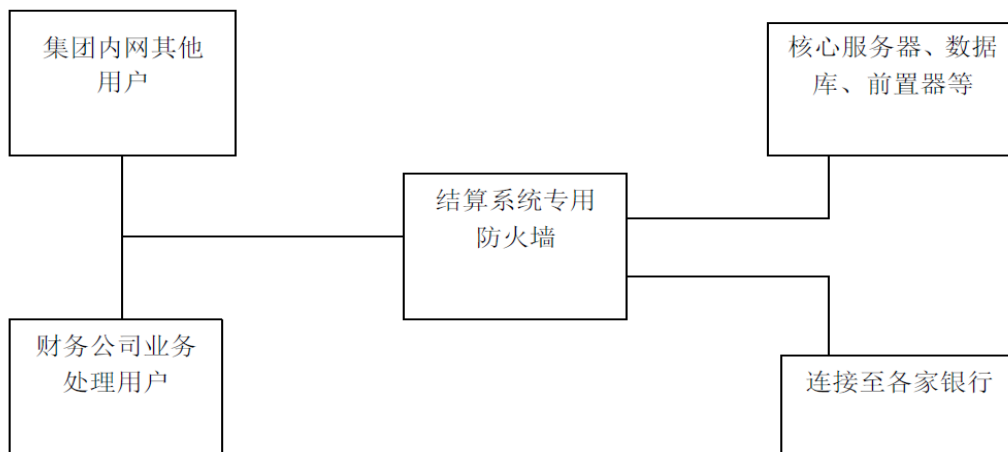 集团内网其他
用户
核心服务器、数据
库、前置器等
结算系统专用
防火墙
财务公司业务
处理用户
连接至各家银行